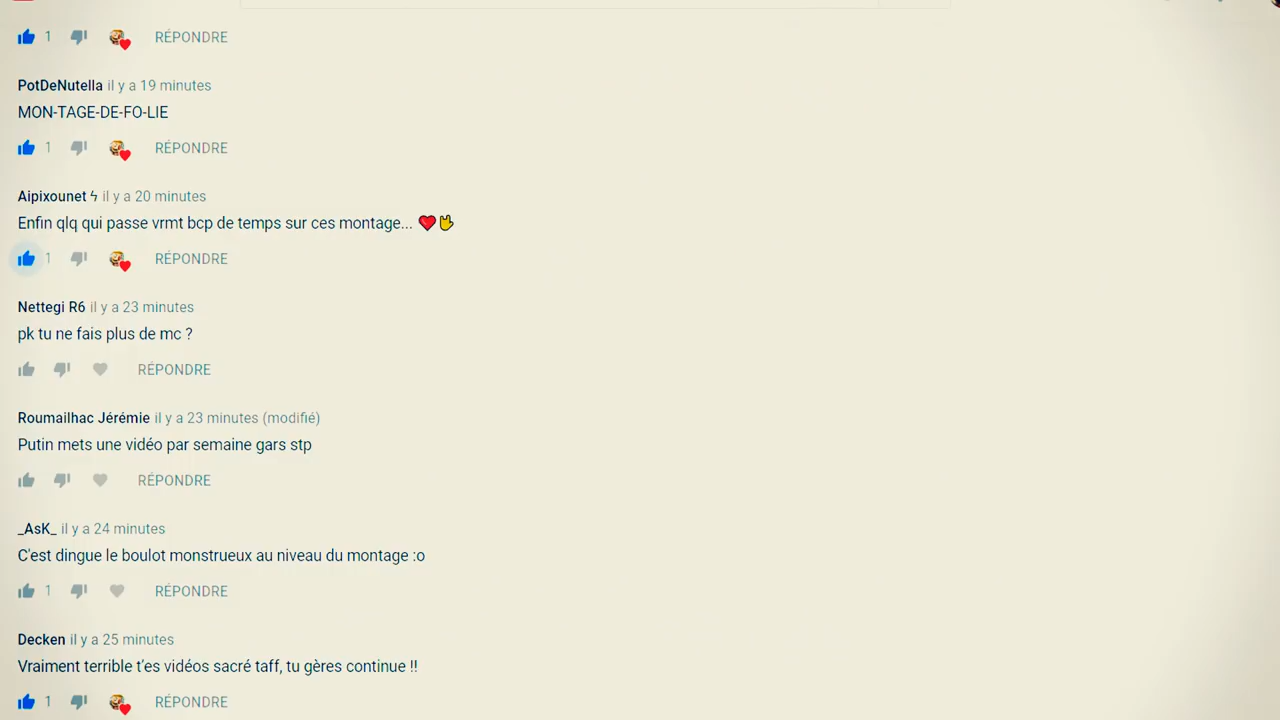 1 RÉPONDRE
PotDeNutella il y a 19 minutes
MON-TAGE-DE-FO-LIE
1 RÉPONDRE
Aipixounet ϟ il y a 20 minutes
Enfin qlq qui passe vrmt bcp de temps sur ces montage... ❤️🤟
1 RÉPONDRE
Nettegi R6 il y a 23 minutes
pk tu ne fais plus de mc ?
RÉPONDRE
Roumailhac Jérémie il y a 23 minutes (modifié)
Putin mets une vidéo par semaine gars stp
RÉPONDRE
_AsK_ il y a 24 minutes
C'est dingue le boulot monstrueux au niveau du montage :o
1 RÉPONDRE
Decken il y a 25 minutes
Vraiment terrible t'es vidéos sacré taff, tu gères continue !!
1 RÉPONDRE